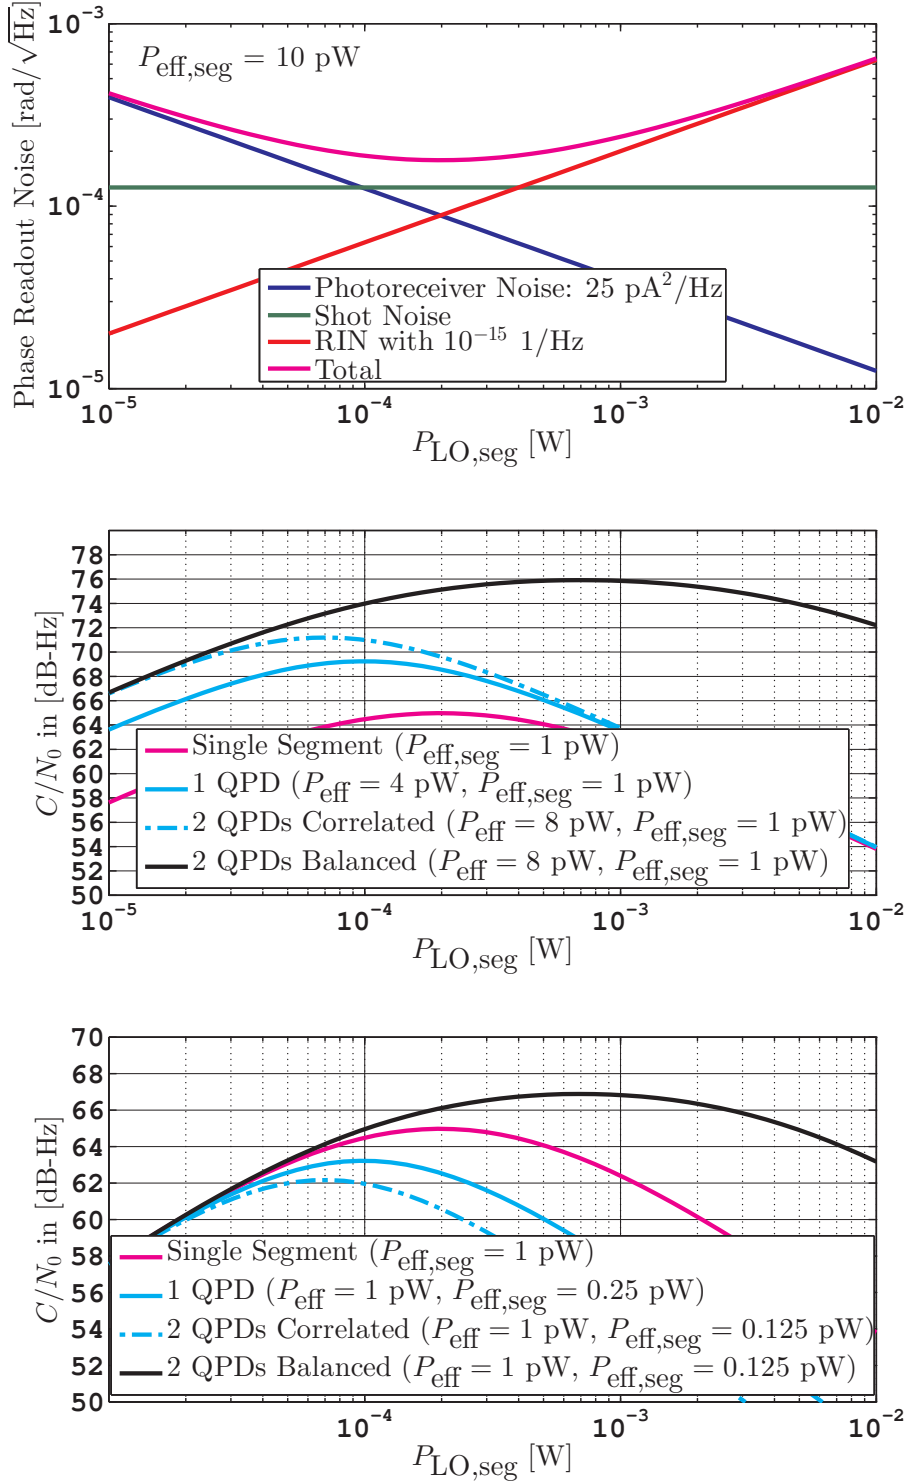 Phase Readout Noise [rad/√Hz]
10⁻³
10⁻⁴
10⁻⁵
P_eff,seg = 10 pW
Photoreceiver Noise: 25 pA²/Hz
Shot Noise
RIN with 10⁻¹⁵ 1/Hz
Total
10⁻⁵ 10⁻⁴ 10⁻³ 10⁻²
P_LO,seg [W]
C/N₀ in [dB-Hz]
78
76
74
72
70
68
66
64
62
60
58
56
54
52
50
Single Segment (P_eff,seg = 1 pW)
1 QPD (P_eff = 4 pW, P_eff,seg = 1 pW)
2 QPDs Correlated (P_eff = 8 pW, P_eff,seg = 1 pW)
2 QPDs Balanced (P_eff = 8 pW, P_eff,seg = 1 pW)
10⁻⁵ 10⁻⁴ 10⁻³ 10⁻²
P_LO,seg [W]
C/N₀ in [dB-Hz]
70
68
66
64
62
60
58
56
54
52
50
Single Segment (P_eff,seg = 1 pW)
1 QPD (P_eff = 1 pW, P_eff,seg = 0.25 pW)
2 QPDs Correlated (P_eff = 1 pW, P_eff,seg = 0.125 pW)
2 QPDs Balanced (P_eff = 1 pW, P_eff,seg = 0.125 pW)
10⁻⁵ 10⁻⁴ 10⁻³ 10⁻²
P_LO,seg [W]